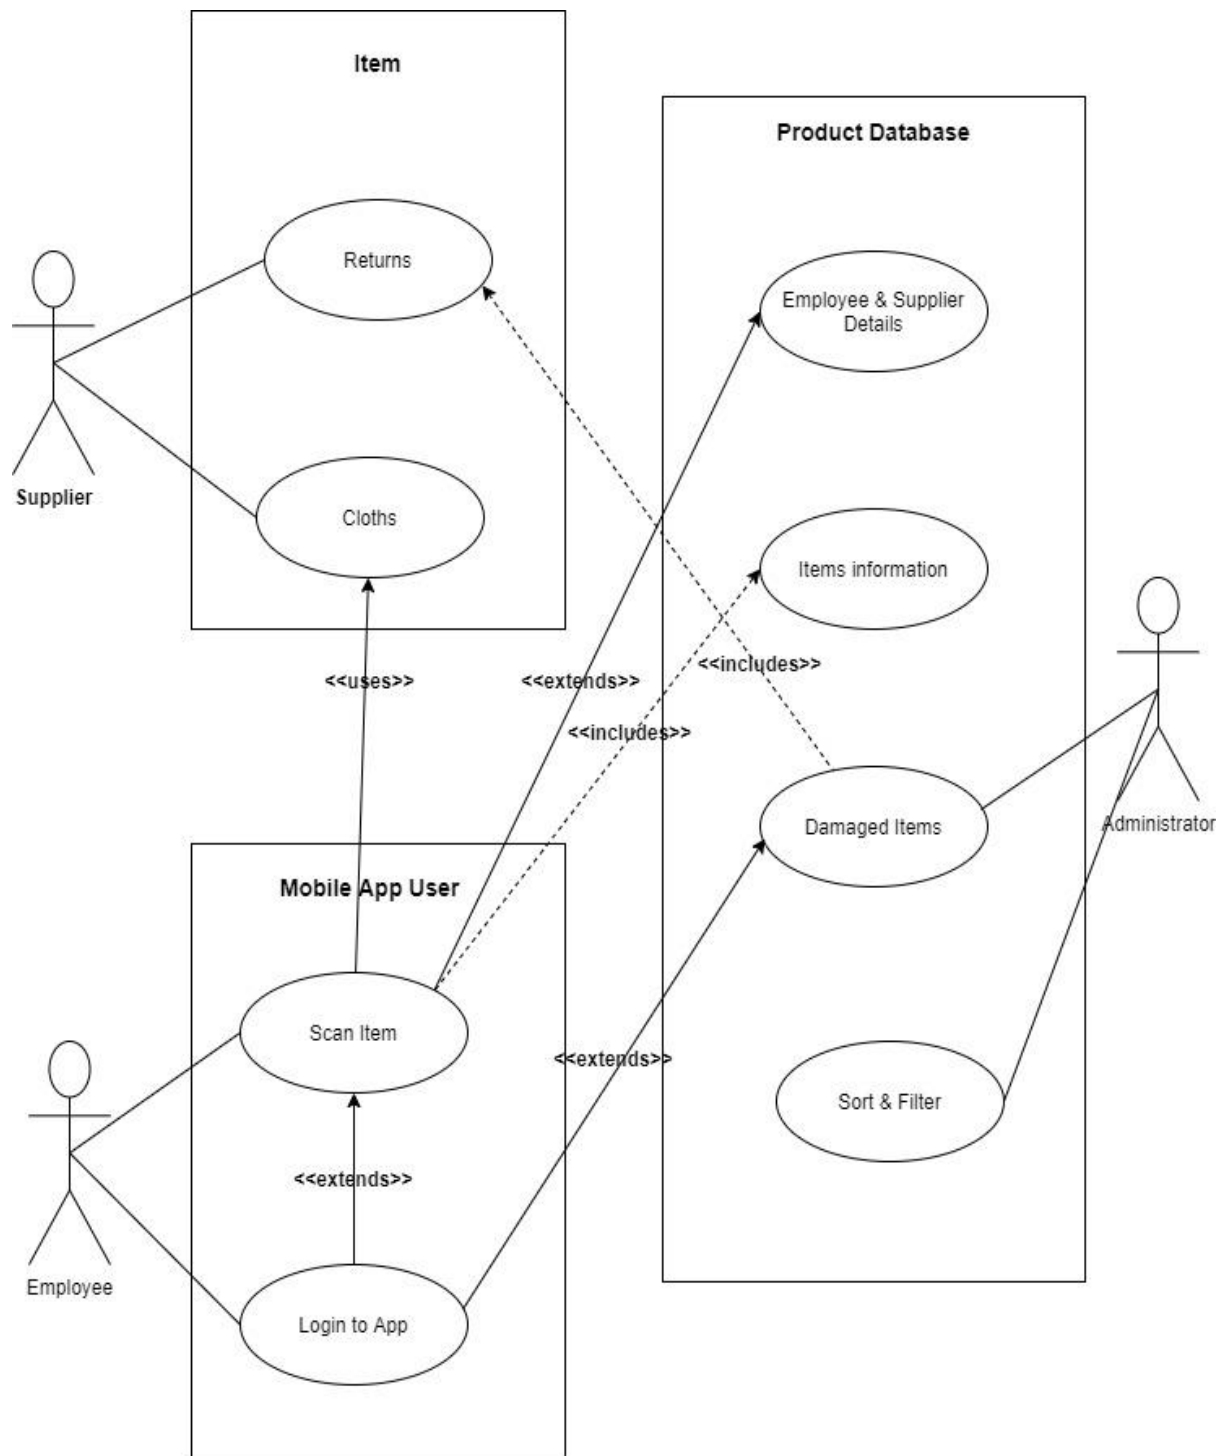 Item
Product Database
Returns
Employee & Supplier
Details
Supplier
Cloths
Items information
<<uses>>
<<extends>>
<<includes>>
<<includes>>
Damaged Items
Administrator
Mobile App User
Scan Item
<<extends>>
Sort & Filter
<<extends>>
Employee
Login to App